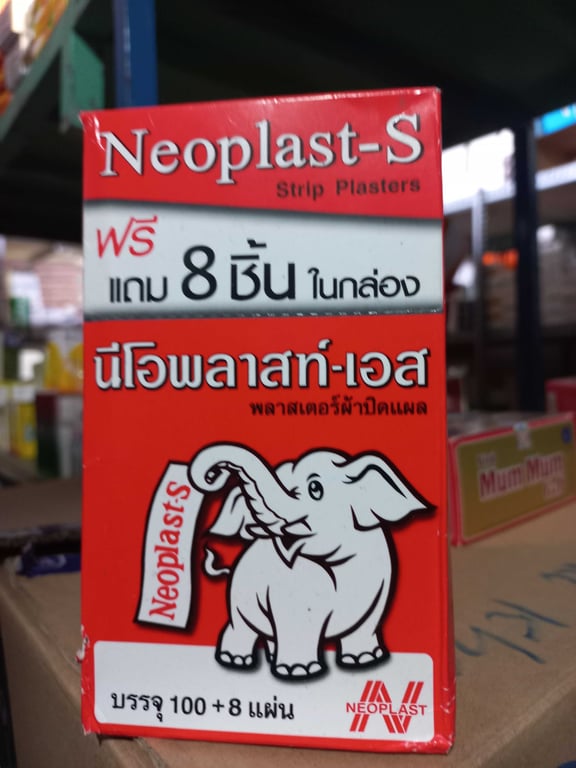 Neoplast-S
Strip Plasters
ฟรี
แถม 8 ชิ้น ในกล่อง
นีโอพลาสท์-เอส
พลาสเตอร์ผ้าปิดแผล
Neoplast-S
บรรจุ 100 + 8 แผ่น
NEOPLAST
Mum Mum